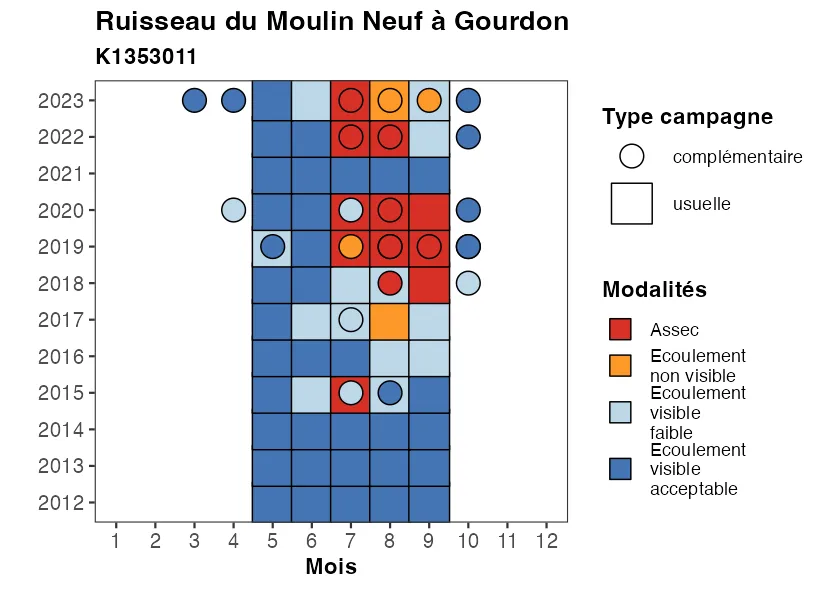 Ruisseau du Moulin Neuf à Gourdon
K1353011
2023
2022
2021
2020
2019
2018
2017
2016
2015
2014
2013
2012
1 2 3 4 5 6 7 8 9 10 11 12
Mois
Type campagne
complémentaire
usuelle
Modalités
Assec
Ecoulement
non visible
Ecoulement
visible
faible
Ecoulement
visible
acceptable